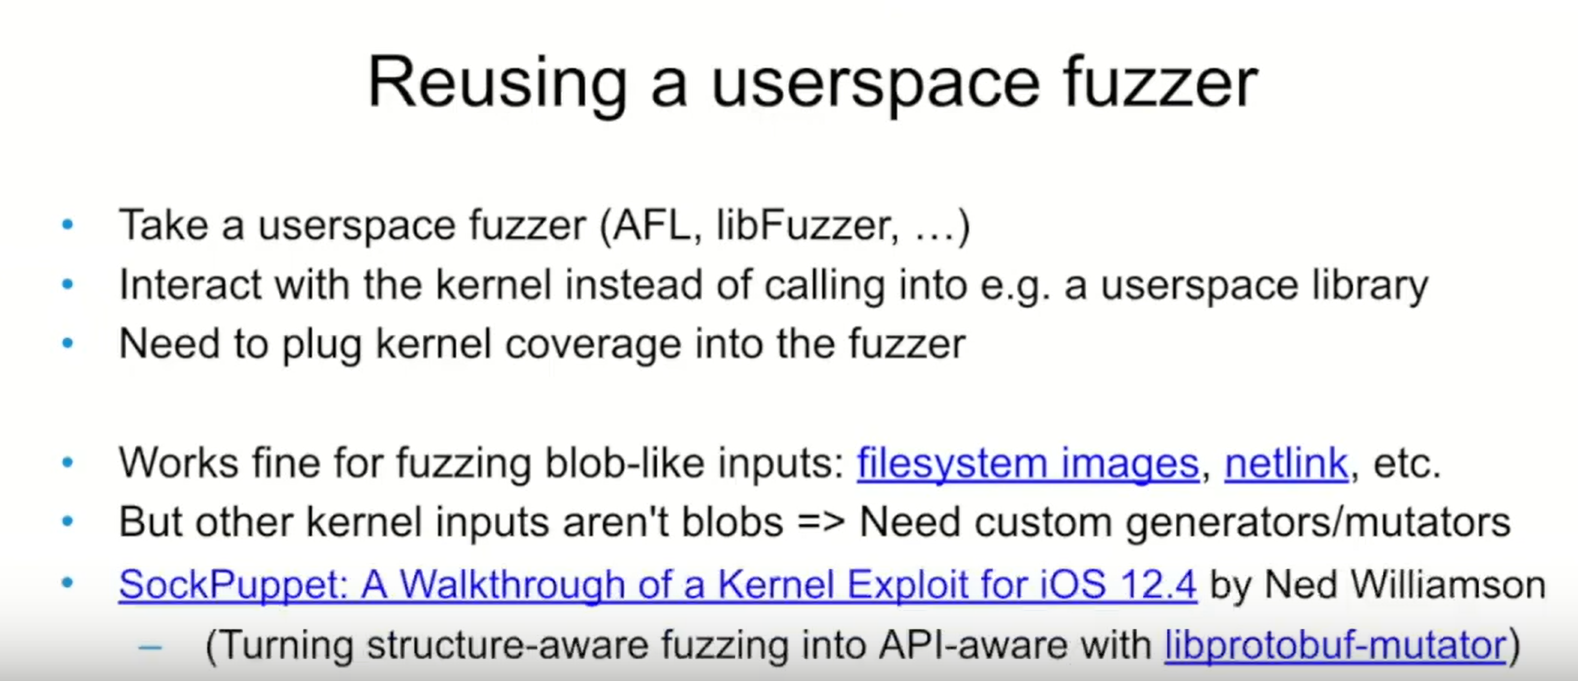 Reusing a userspace fuzzer
• Take a userspace fuzzer (AFL, libFuzzer, …)
• Interact with the kernel instead of calling into e.g. a userspace library
• Need to plug kernel coverage into the fuzzer
• Works fine for fuzzing blob-like inputs: filesystem images, netlink, etc.
• But other kernel inputs aren't blobs => Need custom generators/mutators
• SockPuppet: A Walkthrough of a Kernel Exploit for iOS 12.4 by Ned Williamson
– (Turning structure-aware fuzzing into API-aware with libprotobuf-mutator)